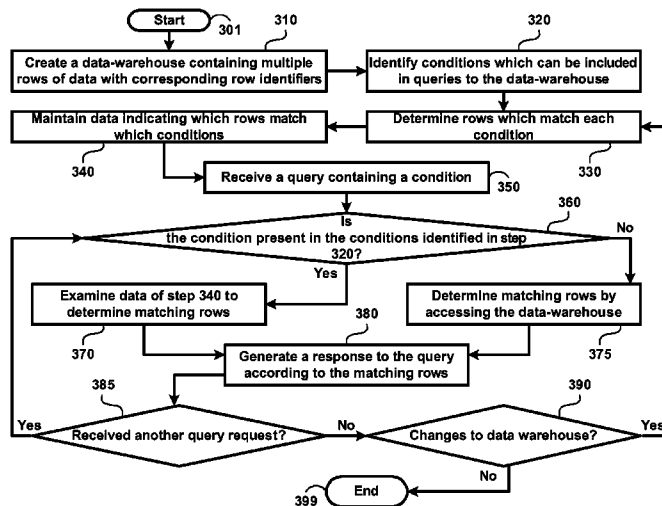 Start
301
310
Create a data-warehouse containing multiple
rows of data with corresponding row identifiers
320
Identify conditions which can be included
in queries to the data-warehouse
Maintain data indicating which rows match
which conditions
340
Determine rows which match each
condition
330
Receive a query containing a condition
350
360
Is
the condition present in the conditions identified in step
320?
No
Yes
Examine data of step 340 to
determine matching rows
370
Determine matching rows by
accessing the data-warehouse
375
380
Generate a response to the query
according to the matching rows
385
Yes
Received another query request?
No
390
Changes to data warehouse?
Yes
No
End
399